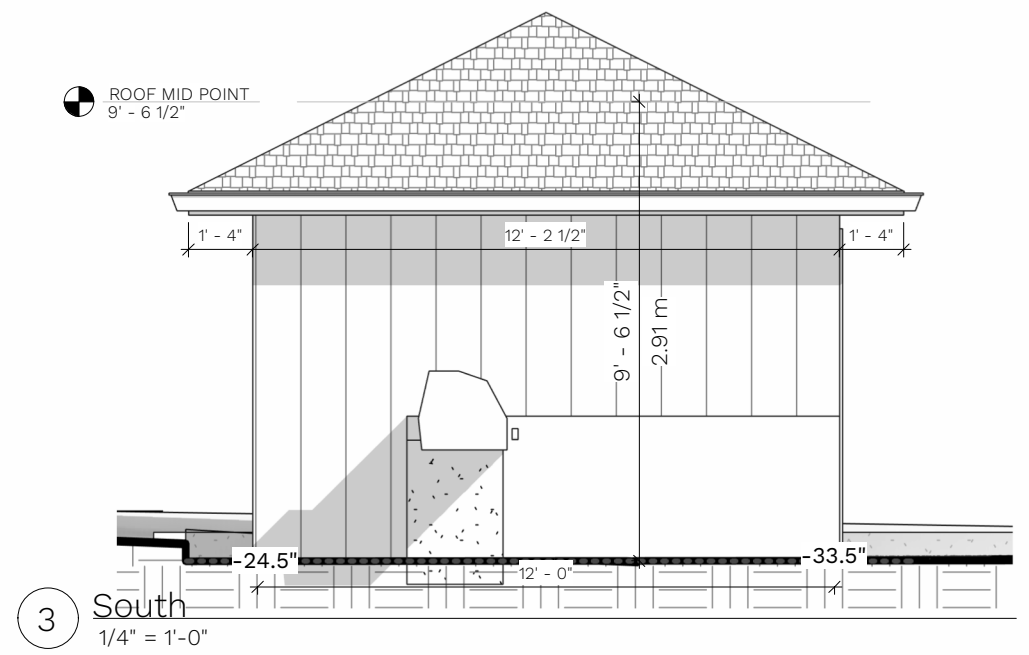 ROOF MID POINT
9' - 6 1/2"
1' - 4"
12' - 2 1/2"
1' - 4"
9' - 6 1/2"
2.91 m
-24.5"
-33.5"
12' - 0"
3
South
1/4" = 1'-0"